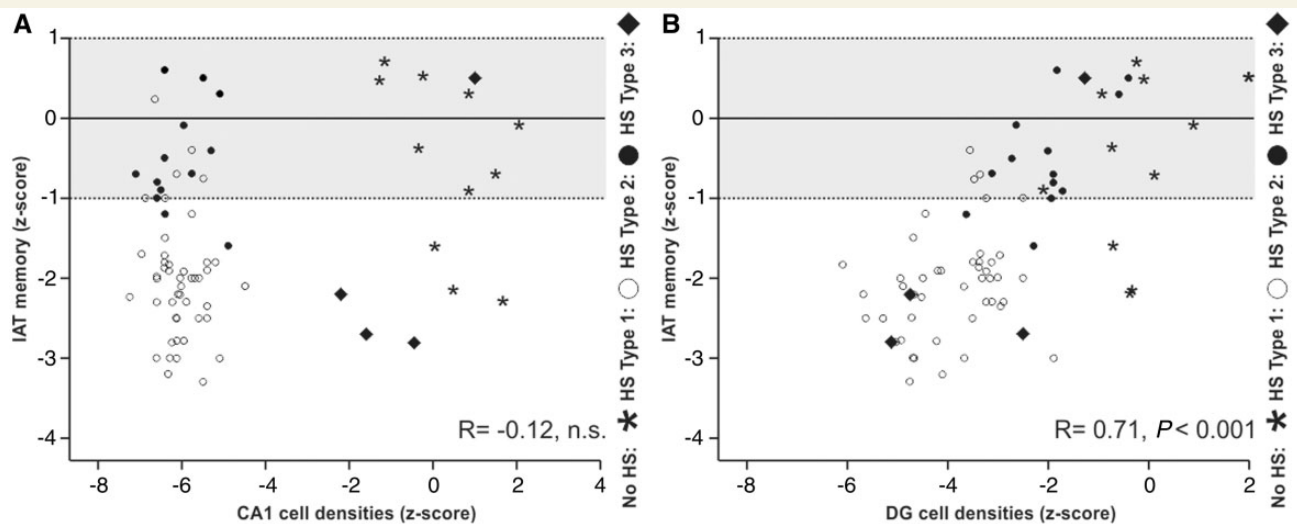 A
1
0
-1
-2
-3
-4
IAT memory (z-score)
-8
-6
-4
-2
0
2
4
CA1 cell densities (z-score)
R= -0.12, n.s.
No HS: * HS Type 1: ○ HS Type 2: ● HS Type 3: ◆
B
1
0
-1
-2
-3
-4
IAT memory (z-score)
-8
-6
-4
-2
0
2
DG cell densities (z-score)
R= 0.71, P< 0.001
No HS: * HS Type 1: ○ HS Type 2: ● HS Type 3: ◆